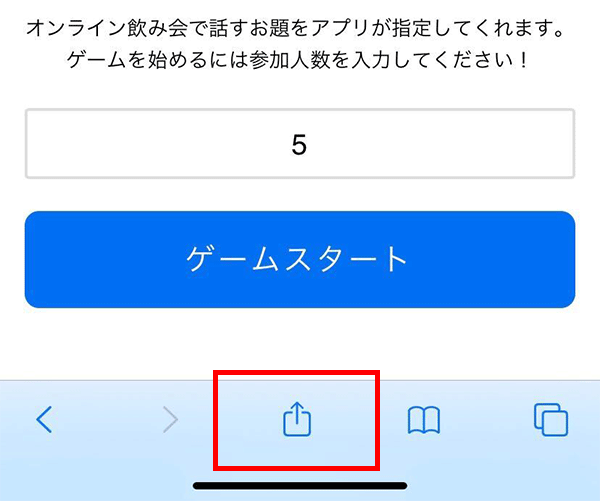 オンライン飲み会で話すお題をアプリが指定してくれます。
ゲームを始めるには参加人数を入力してください！
5
ゲームスタート